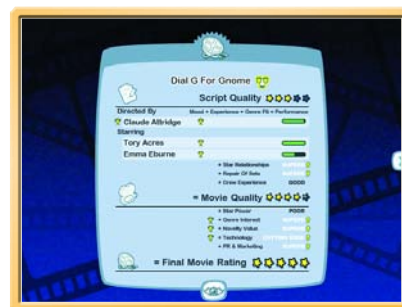 Dial G For Gnome
Script Quality
Directed By Mood + Experience + Genre Fit + Performance
Claude Attridge
Starring
Tory Acres
Emma Eburne
+ Star Relationships
+ Repair Of Sets
+ Crew Experience GOOD
= Movie Quality
+ Star Power POOR
+ Genre Interest
+ Novelty Value
+ Technology
+ PR & Marketing
= Final Movie Rating